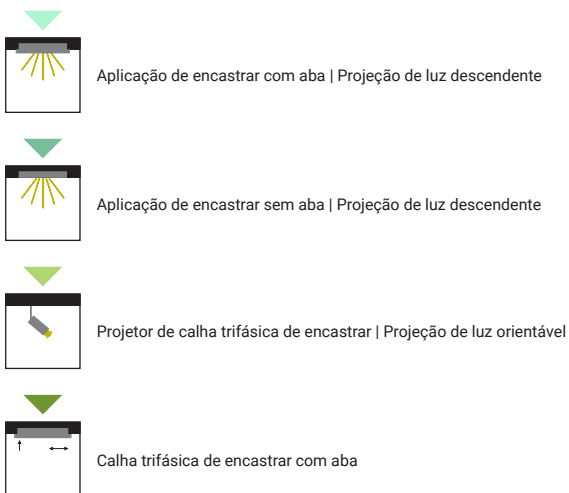 Aplicação de encastrar com aba | Projeção de luz descendente
Aplicação de encastrar sem aba | Projeção de luz descendente
Projetor de calha trifásica de encastrar | Projeção de luz orientável
Calha trifásica de encastrar com aba